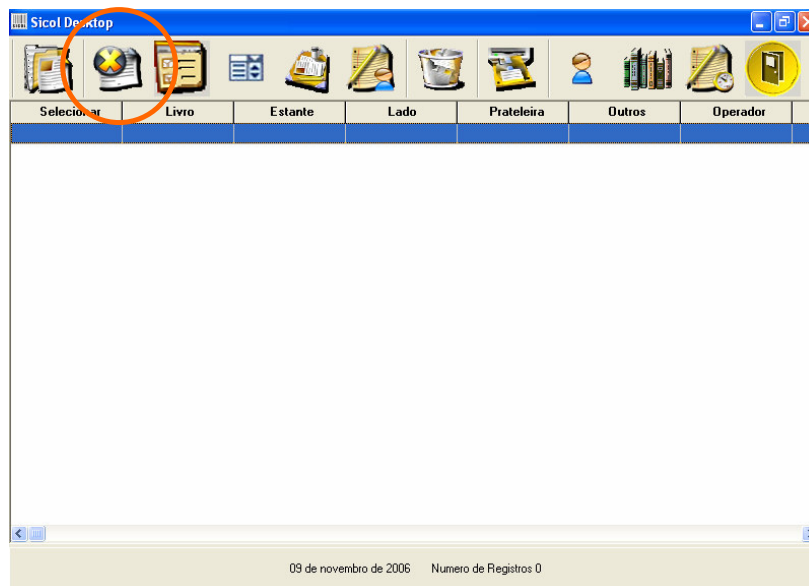 Sicol Desktop
Selecionar Livro Estante Lado Prateleira Outros Operador
09 de novembro de 2006 Numero de Registros 0